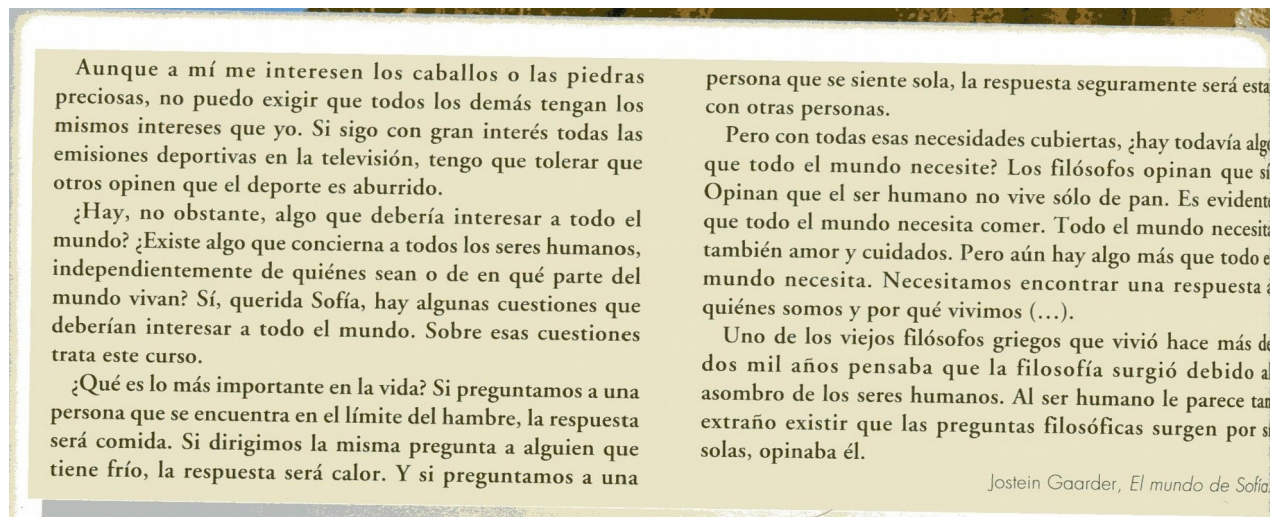 Aunque a mí me interesen los caballos o las piedras
preciosas, no puedo exigir que todos los demás tengan los
mismos intereses que yo. Si sigo con gran interés todas las
emisiones deportivas en la televisión, tengo que tolerar que
otros opinen que el deporte es aburrido.
¿Hay, no obstante, algo que debería interesar a todo el
mundo? ¿Existe algo que concierna a todos los seres humanos,
independientemente de quiénes sean o de en qué parte del
mundo vivan? Sí, querida Sofía, hay algunas cuestiones que
deberían interesar a todo el mundo. Sobre esas cuestiones
trata este curso.
¿Qué es lo más importante en la vida? Si preguntamos a una
persona que se encuentra en el límite del hambre, la respuesta
será comida. Si dirigimos la misma pregunta a alguien que
tiene frío, la respuesta será calor. Y si preguntamos a una
persona que se siente sola, la respuesta seguramente será esta
con otras personas.
Pero con todas esas necesidades cubiertas, ¿hay todavía algo
que todo el mundo necesite? Los filósofos opinan que sí
Opinan que el ser humano no vive sólo de pan. Es evidente
que todo el mundo necesita comer. Todo el mundo necesita
también amor y cuidados. Pero aún hay algo más que todo e
mundo necesita. Necesitamos encontrar una respuesta a
quiénes somos y por qué vivimos (...).
Uno de los viejos filósofos griegos que vivió hace más de
dos mil años pensaba que la filosofía surgió debido al
asombro de los seres humanos. Al ser humano le parece tan
extraño existir que las preguntas filosóficas surgen por sí
solas, opinaba él.
Jostein Gaarder, El mundo de Sofía.